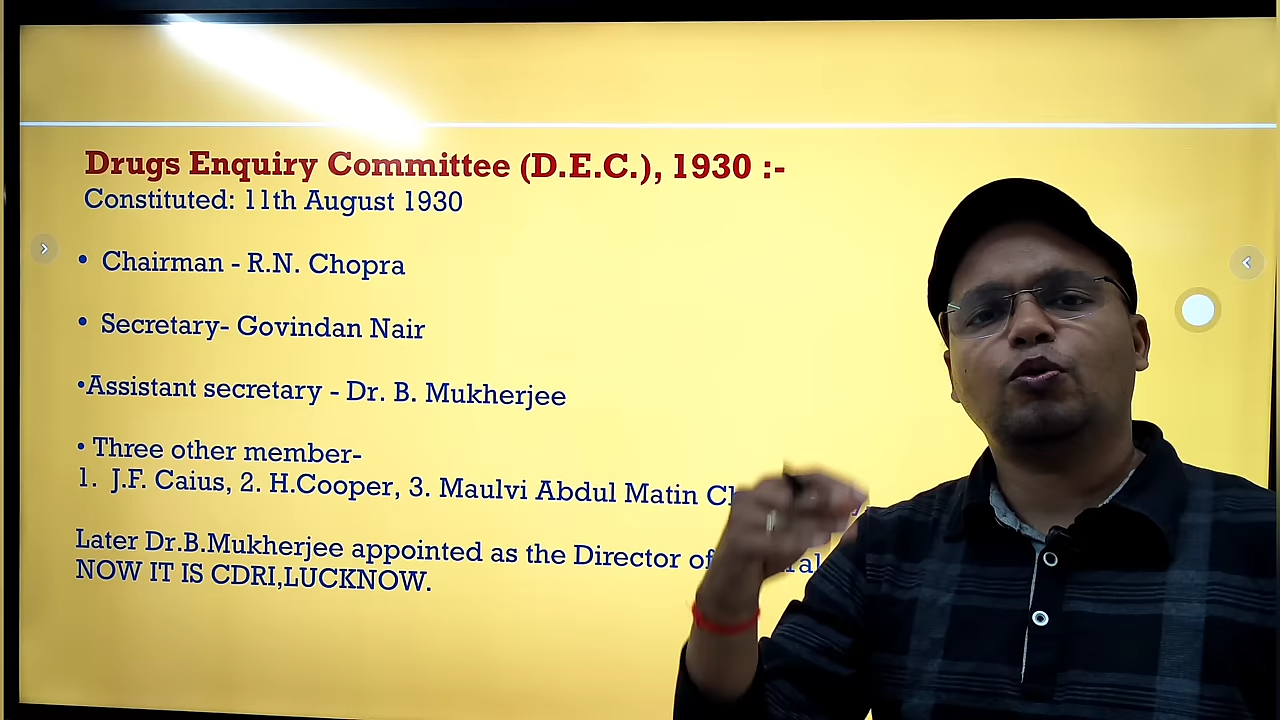 Drugs Enquiry Committee (D.E.C.), 1930 :-
Constituted: 11th August 1930
• Chairman - R.N. Chopra
• Secretary- Govindan Nair
•Assistant secretary - Dr. B. Mukherjee
• Three other member-
1. J.F. Caius, 2. H.Cooper, 3. Maulvi Abdul Matin
Later Dr.B.Mukherjee appointed as the Director of
NOW IT IS CDRI,LUCKNOW.